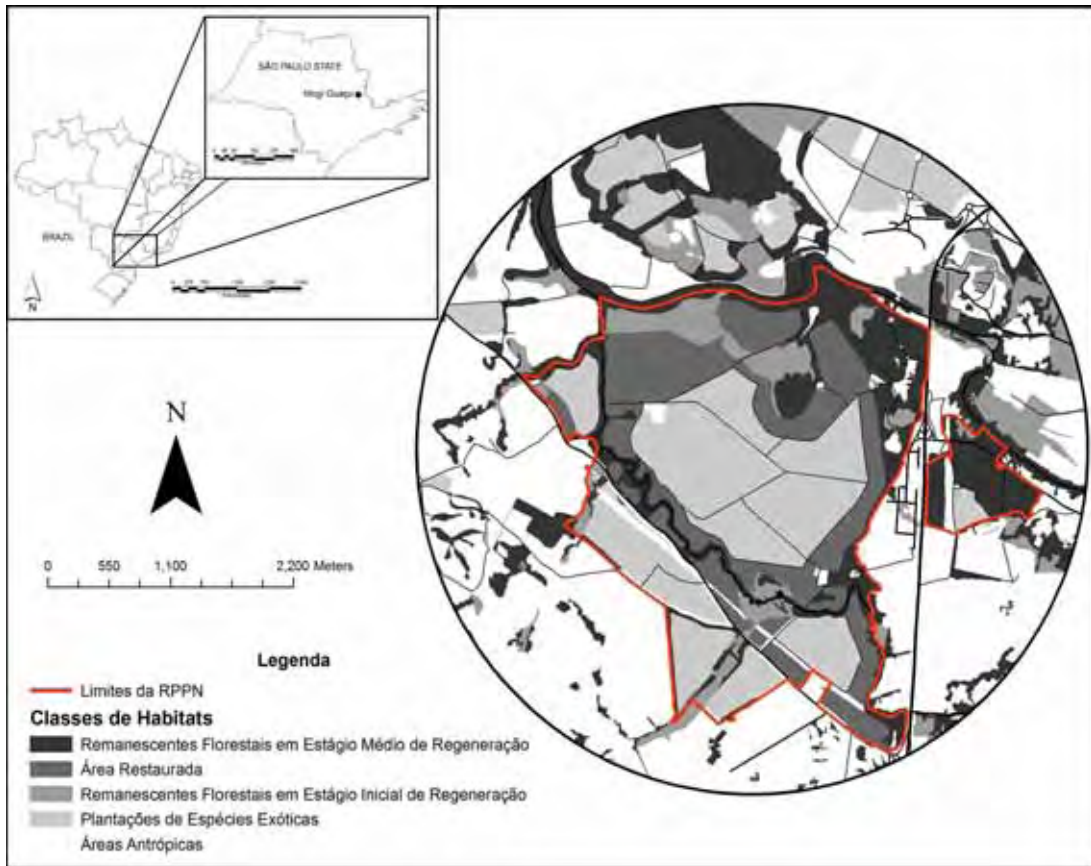 SÃO PAULO STATE
Mogi Guaçu
BRAZIL
N
N
0 550 1,100 2,200 Meters
Legenda
Limites da RPPN
Classes de Habitats
Remanescentes Florestais em Estágio Médio de Regeneração
Área Restaurada
Remanescentes Florestais em Estágio Inicial de Regeneração
Plantações de Espécies Exóticas
Áreas Antrópicas